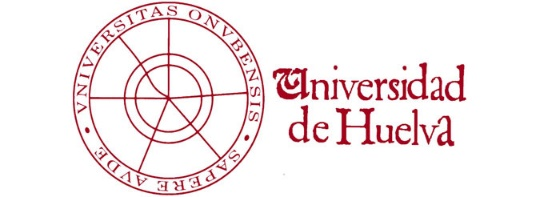 VNIVERSITAS ONVBENSIS • SAPERE AVDE •
Universidad
de Huelva